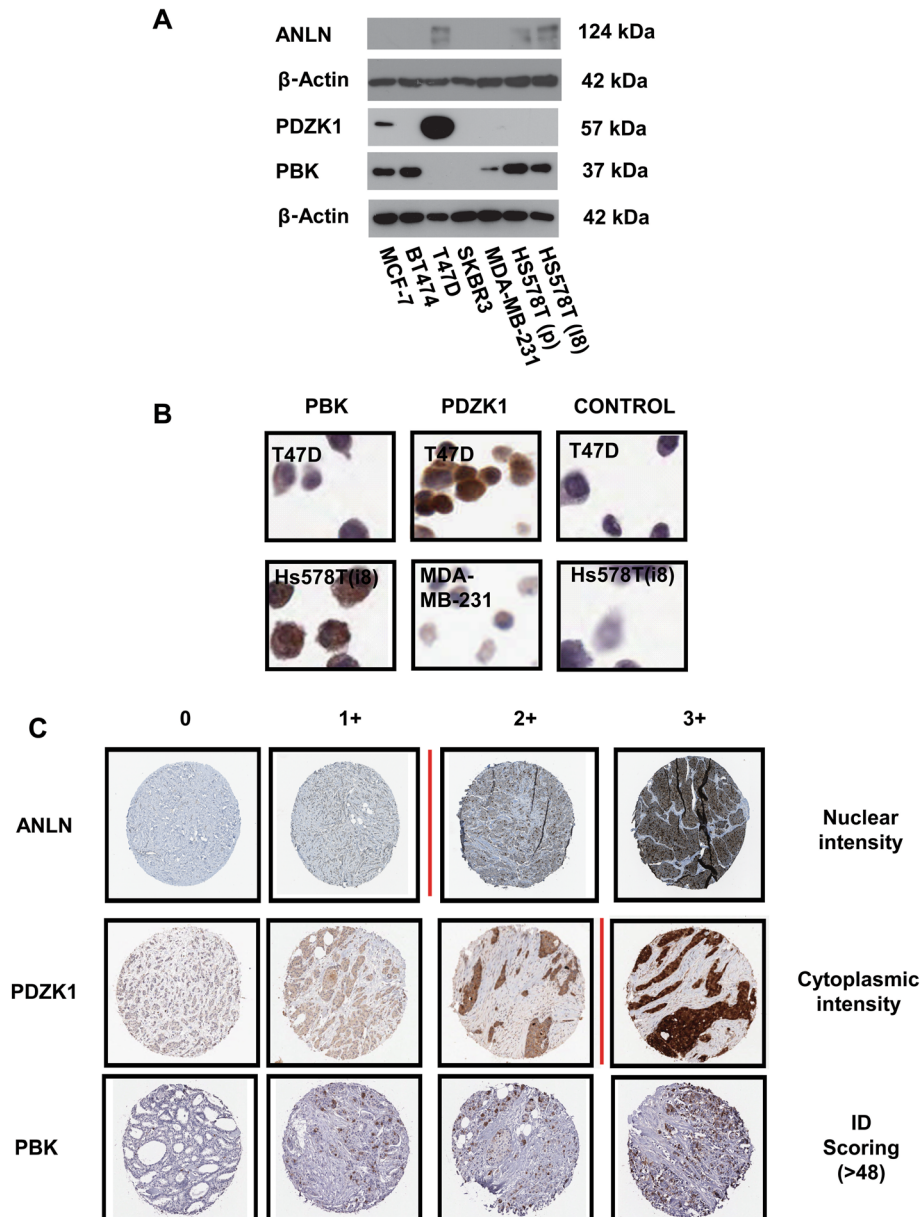 A
ANLN 124 kDa
β-Actin 42 kDa
PDZK1 57 kDa
PBK 37 kDa
β-Actin 42 kDa
MCF-7
BT474
T47D
SKBR3
MDA-MB-231
HS578T (p)
HS578T (I8)
B
PBK PDZK1 CONTROL
T47D T47D T47D
Hs578T(i8) MDA-MB-231 Hs578T(i8)
C
0 1+ 2+ 3+
ANLN Nuclear intensity
PDZK1 Cytoplasmic intensity
PBK ID Scoring (>48)